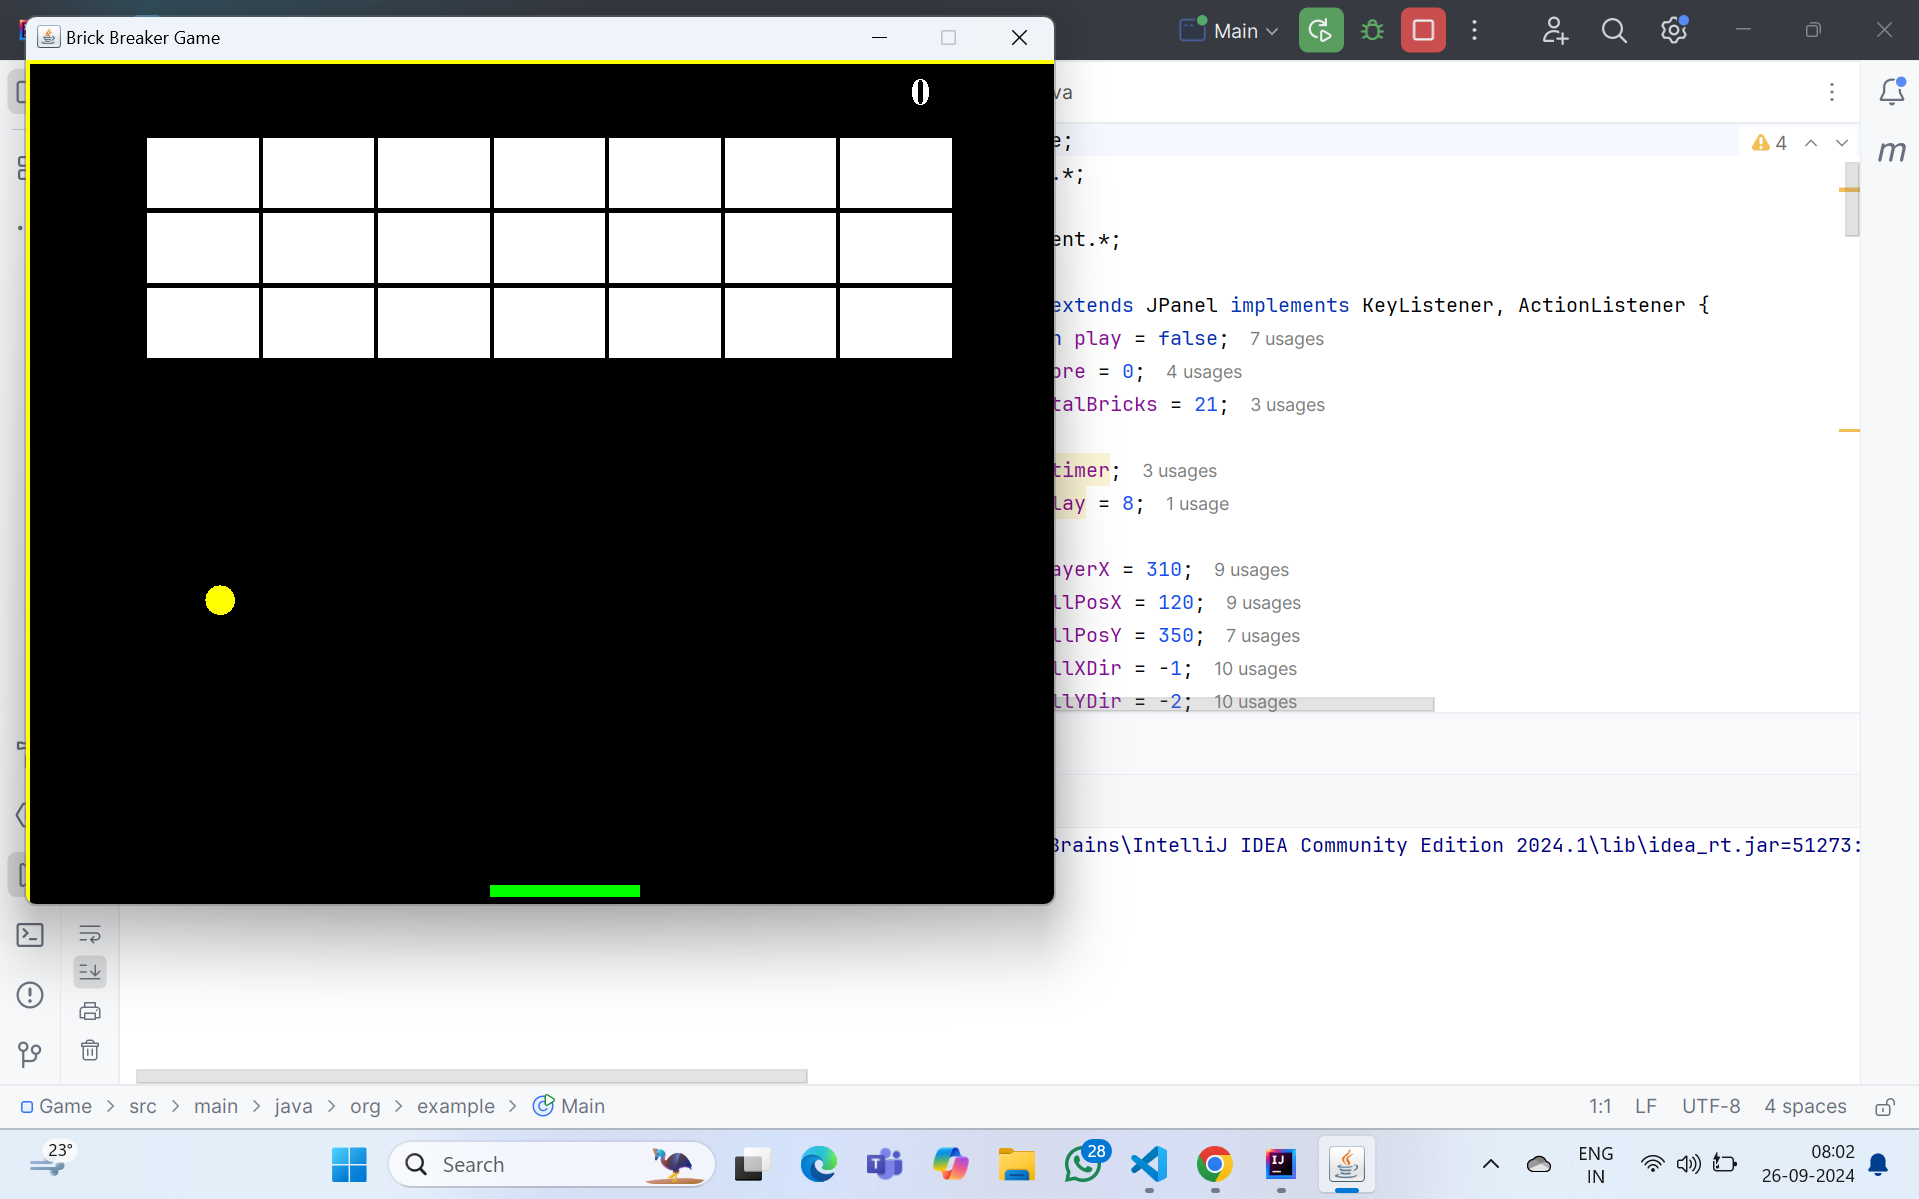 Brick Breaker Game
Main
0
va
4
m
e;
.*;
ent.*;
extends JPanel implements KeyListener, ActionListener {
n play = false; 7 usages
ore = 0; 4 usages
talBricks = 21; 3 usages
timer; 3 usages
lay = 8; 1 usage
ayerX = 310; 9 usages
llPosX = 120; 9 usages
llPosY = 350; 7 usages
llXDir = -1; 10 usages
llYDir = -2; 10 usages
Brains\IntelliJ IDEA Community Edition 2024.1\lib\idea_rt.jar=51273:
Game > src > main > java > org > example > Main
1:1 LF UTF-8 4 spaces
23°
Search
28
ENG
IN
08:02
26-09-2024